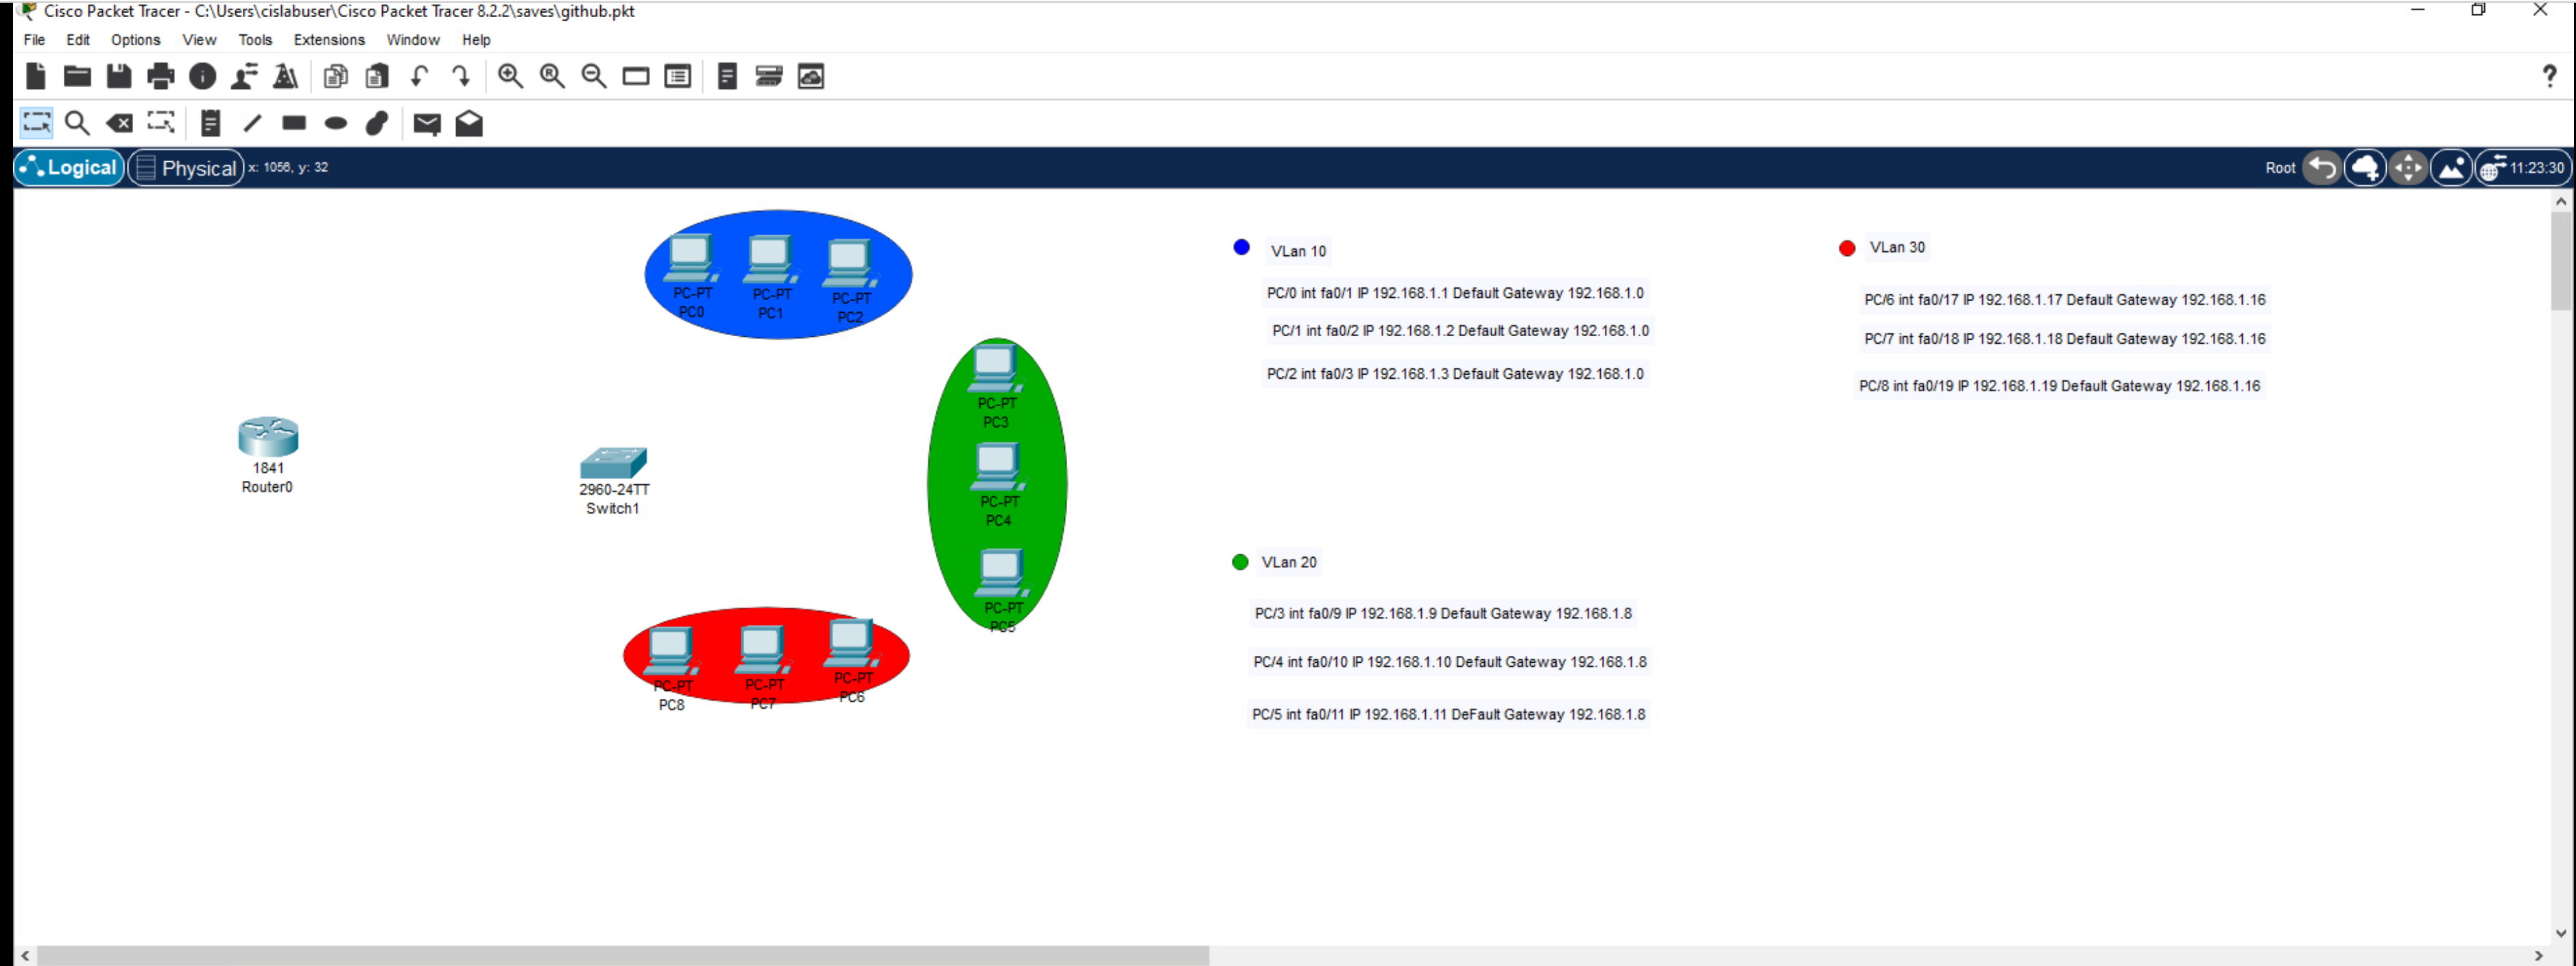 Cisco Packet Tracer - C:\Users\cislabuser\Cisco Packet Tracer 8.2.2\saves\github.pkt
File Edit Options View Tools Extensions Window Help
?
Logical Physical x: 1056, y: 32 Root 11:23:30
PC-PT
PC0
PC-PT
PC1
PC-PT
PC2
PC-PT
PC3
PC-PT
PC4
PC-PT
PC5
1841
Router0
2960-24TT
Switch1
PC-PT
PC8
PC-PT
PC7
PC-PT
PC6
VLan 10
PC/0 int fa0/1 IP 192.168.1.1 Default Gateway 192.168.1.0
PC/1 int fa0/2 IP 192.168.1.2 Default Gateway 192.168.1.0
PC/2 int fa0/3 IP 192.168.1.3 Default Gateway 192.168.1.0
VLan 30
PC/6 int fa0/17 IP 192.168.1.17 Default Gateway 192.168.1.16
PC/7 int fa0/18 IP 192.168.1.18 Default Gateway 192.168.1.16
PC/8 int fa0/19 IP 192.168.1.19 Default Gateway 192.168.1.16
VLan 20
PC/3 int fa0/9 IP 192.168.1.9 Default Gateway 192.168.1.8
PC/4 int fa0/10 IP 192.168.1.10 Default Gateway 192.168.1.8
PC/5 int fa0/11 IP 192.168.1.11 DeFault Gateway 192.168.1.8